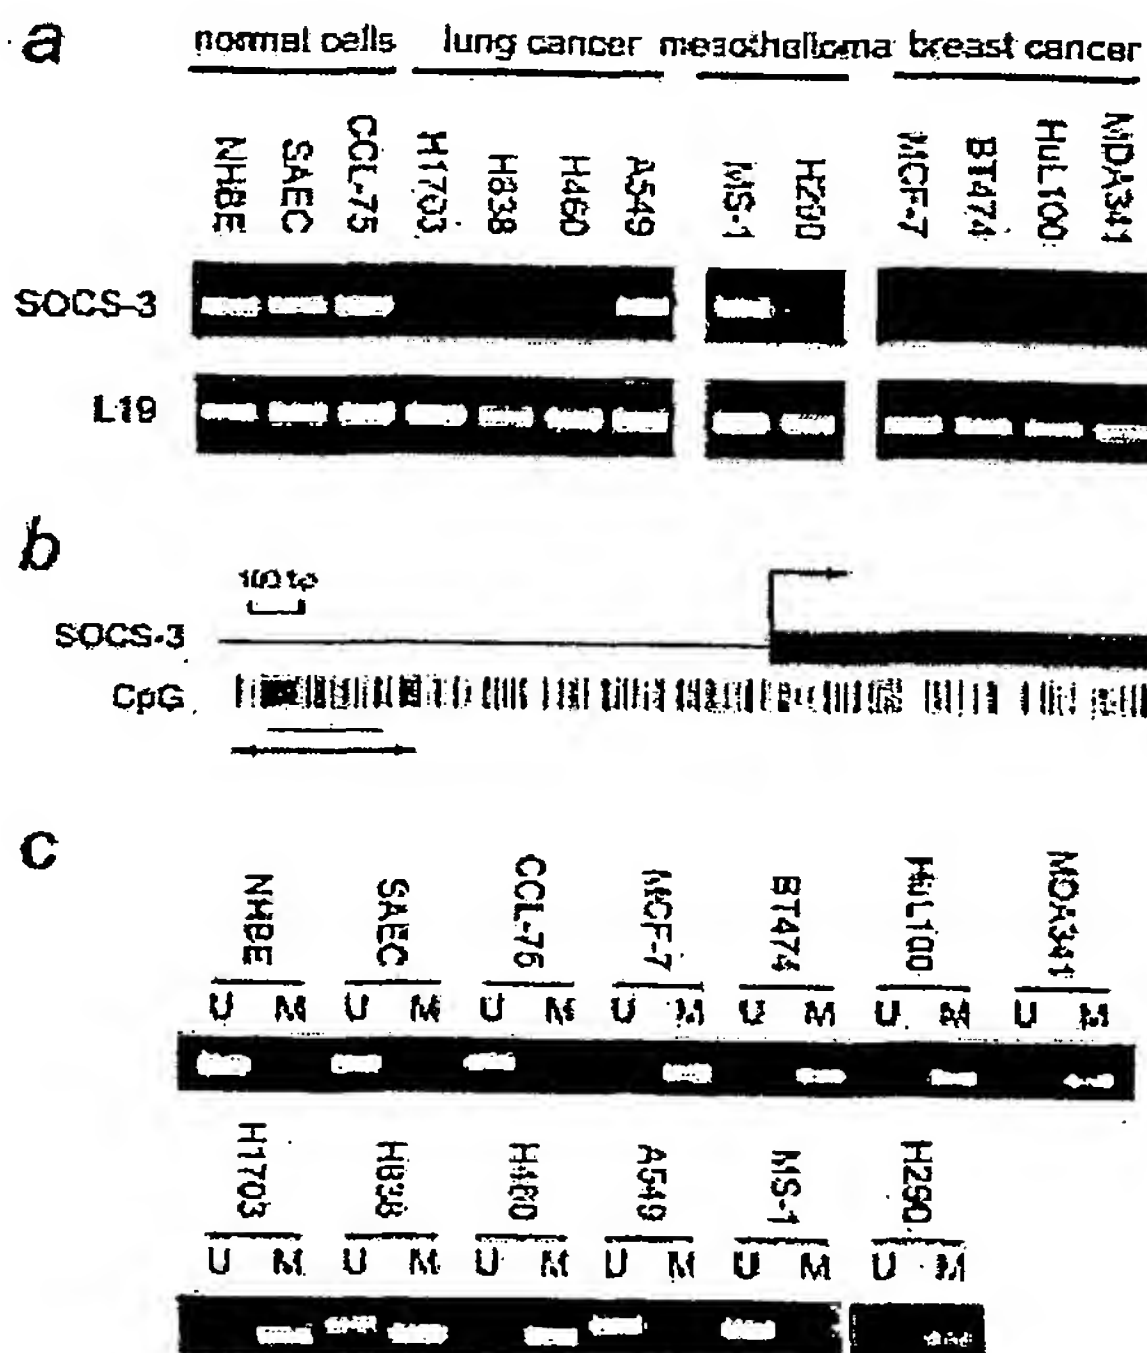 a
normal cells lung cancer mesothelioma breast cancer
NHBE SAEC CCL-75 H1703 H838 H460 A549 MS-1 H290 MCF-7 BT474 HuL100 MDA341
SOCS-3
L19
b
100 bp
SOCS-3
CpG
c
NHBE SAEC CCL-75 MCF-7 BT474 HuL100 MDA341
U M U M U M U M U M U M U M
H1703 H838 H460 A549 MS-1 H290
U M U M U M U M U M U M